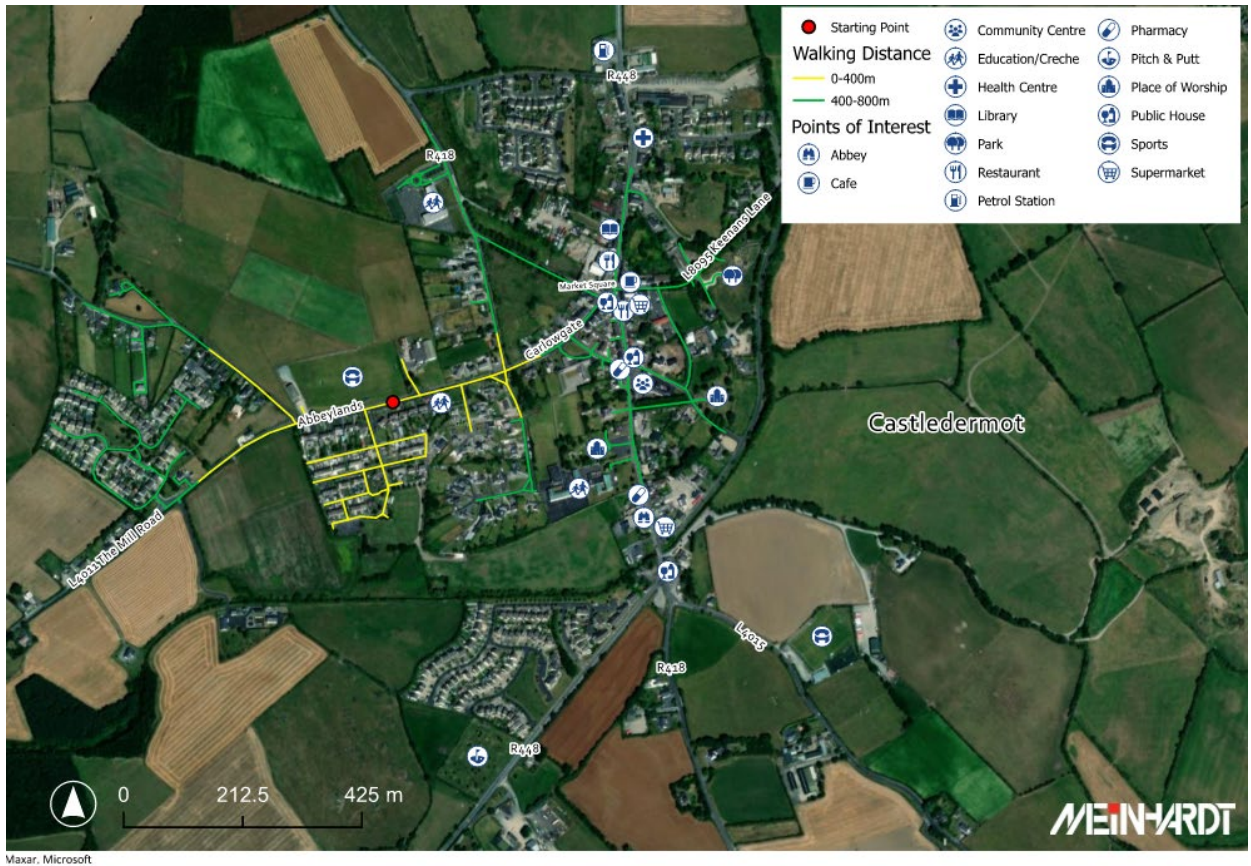 Starting Point
Walking Distance
0-400m
400-800m
Points of Interest
Abbey
Cafe
Community Centre
Education/Creche
Health Centre
Library
Park
Restaurant
Petrol Station
Pharmacy
Pitch & Putt
Place of Worship
Public House
Sports
Supermarket
R448
R418
L8095 Keenans Lane
Market Square
Carlowgate
Abbeylands
Castledermot
L4011 The Mill Road
L4015
R418
R448
0 212.5 425 m
MEINHARDT
Maxar, Microsoft